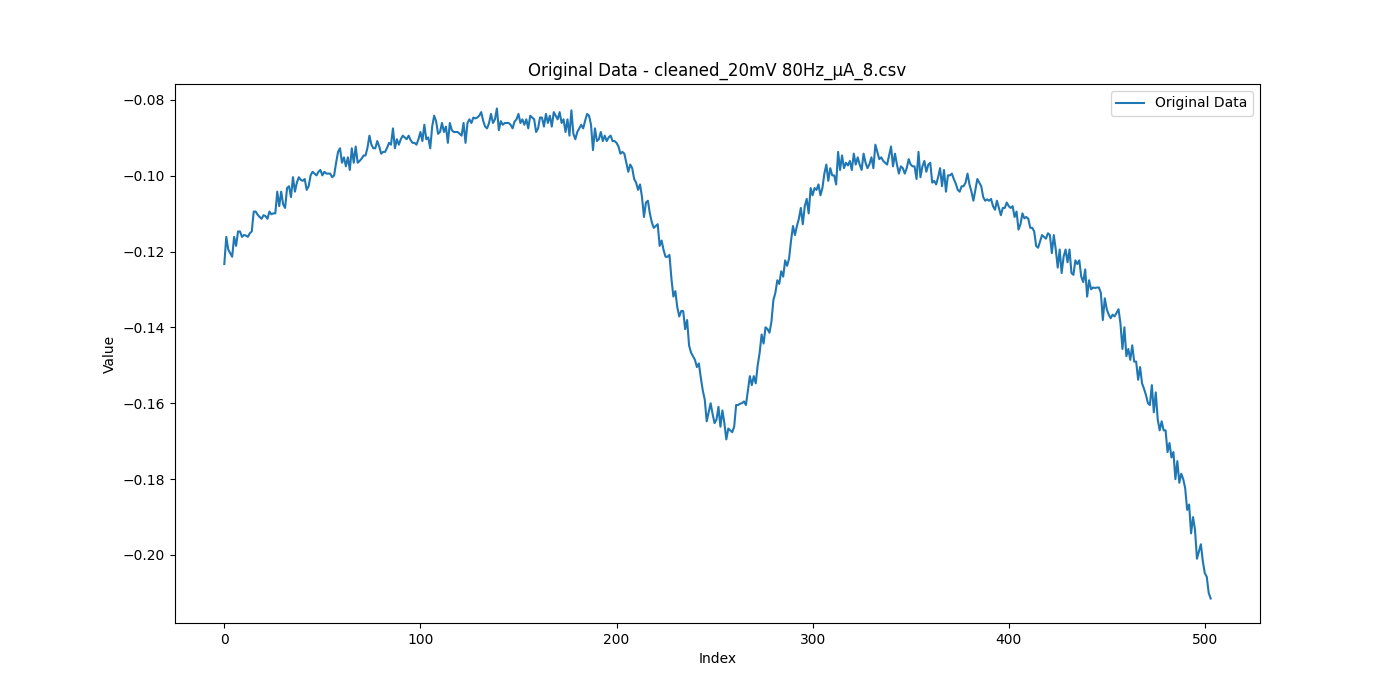 Original Data - cleaned_20mV 80Hz_μA_8.csv
Original Data
−0.08
−0.10
−0.12
−0.14
−0.16
−0.18
−0.20
Value
0 100 200 300 400 500
Index